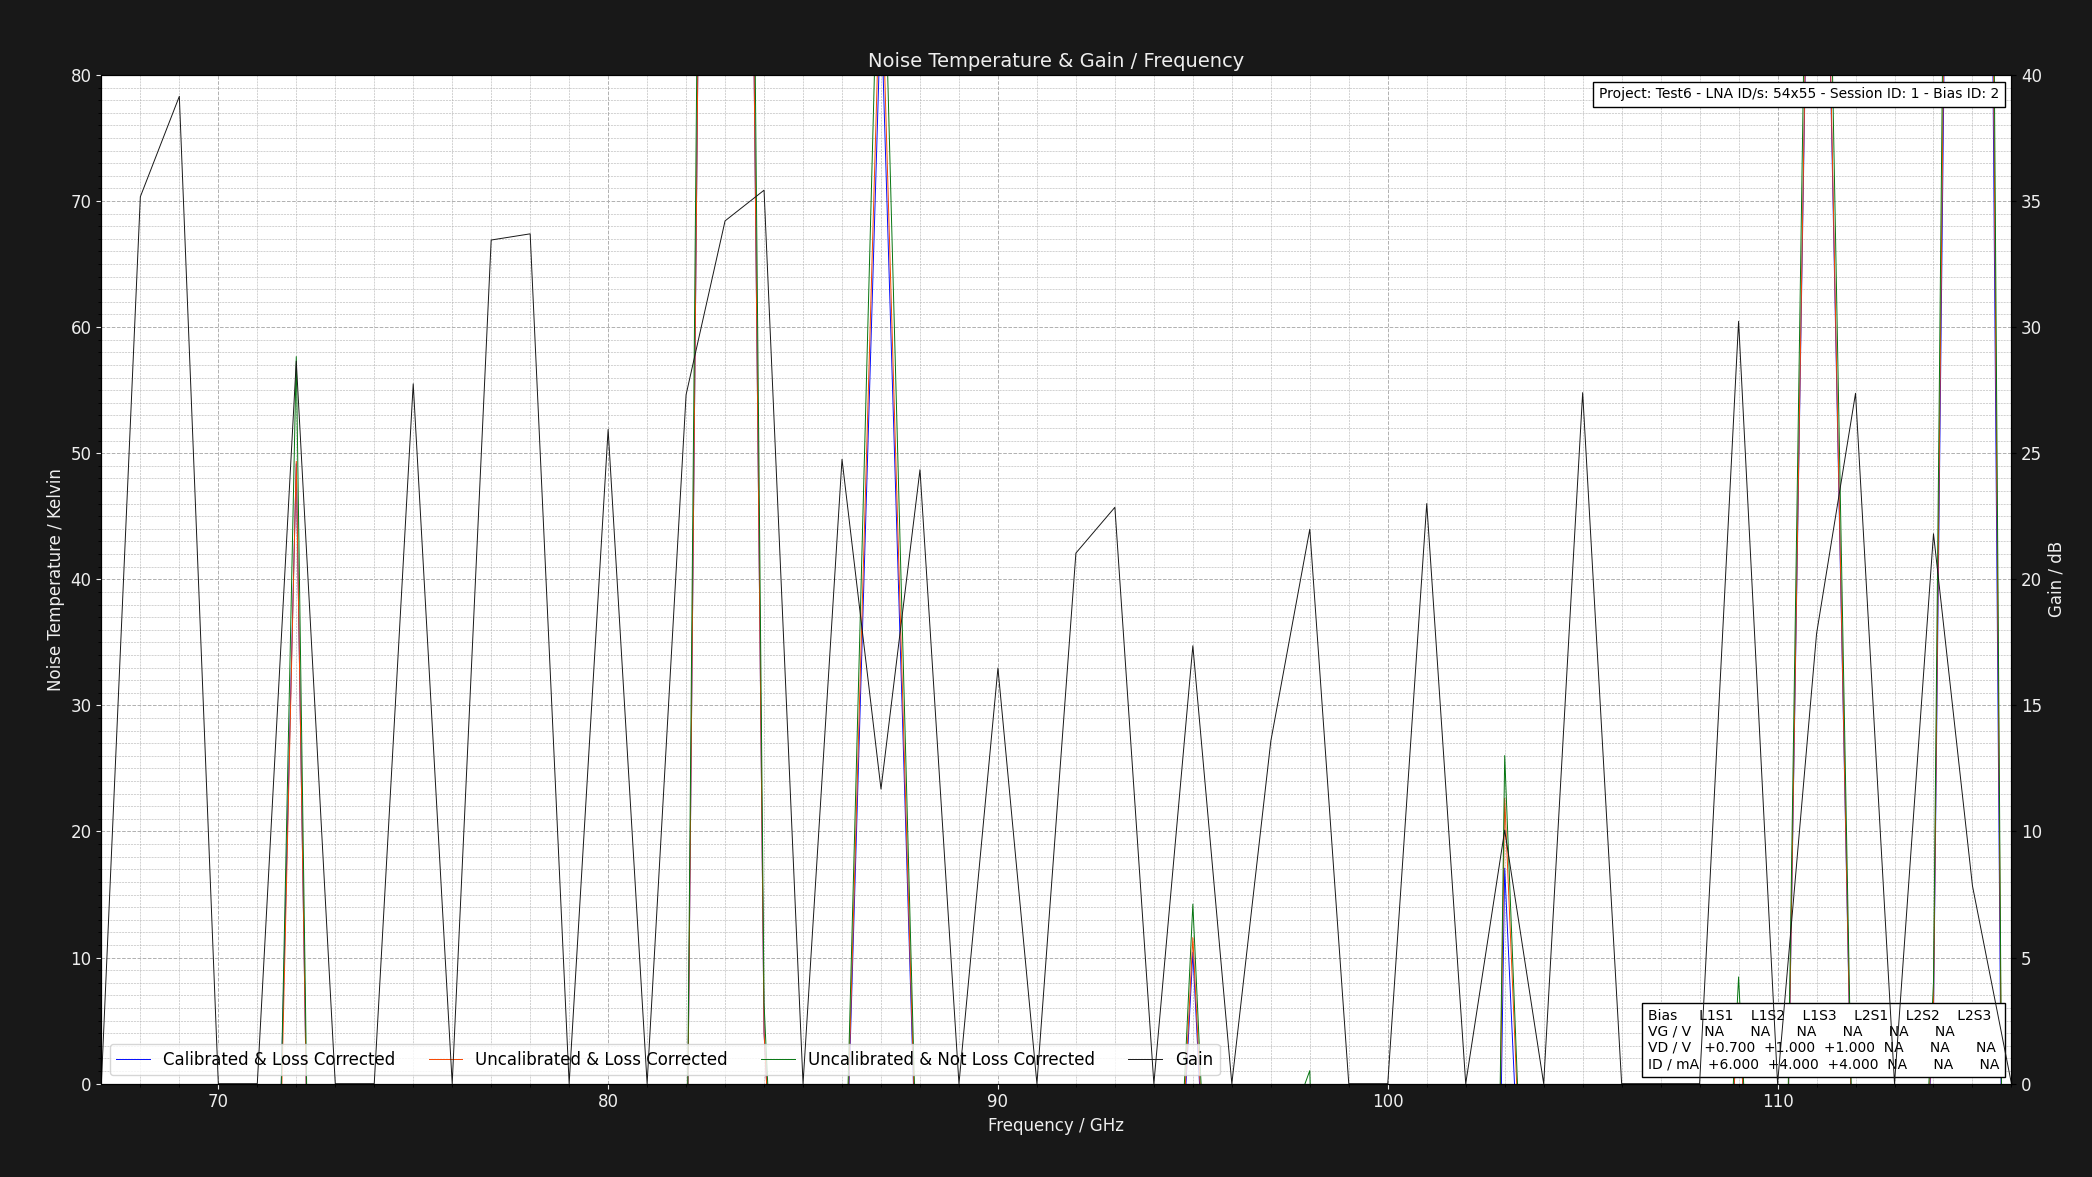 Noise Temperature & Gain / Frequency
Project: Test6 - LNA ID/s: 54x55 - Session ID: 1 - Bias ID: 2
Noise Temperature / Kelvin
80
70
60
50
40
30
20
10
0
Gain / dB
40
35
30
25
20
15
10
5
0
Bias L1S1 L1S2 L1S3 L2S1 L2S2 L2S3
VG / V NA NA NA NA NA NA
VD / V +0.700 +1.000 +1.000 NA NA NA
ID / mA +6.000 +4.000 +4.000 NA NA NA
Calibrated & Loss Corrected Uncalibrated & Loss Corrected Uncalibrated & Not Loss Corrected Gain
70 80 90 100 110
Frequency / GHz